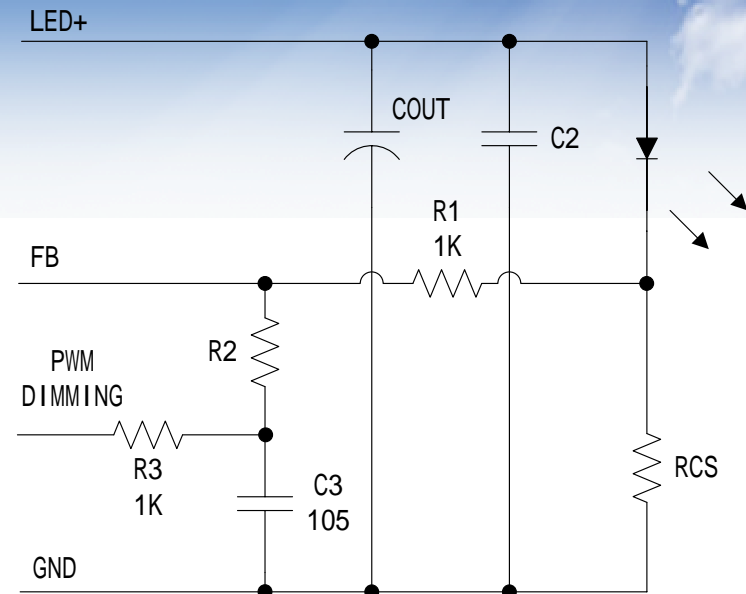 LED+
COUT
C2
R1
1K
FB
R2
PWM
DIMMING
R3
1K
C3
105
RCS
GND